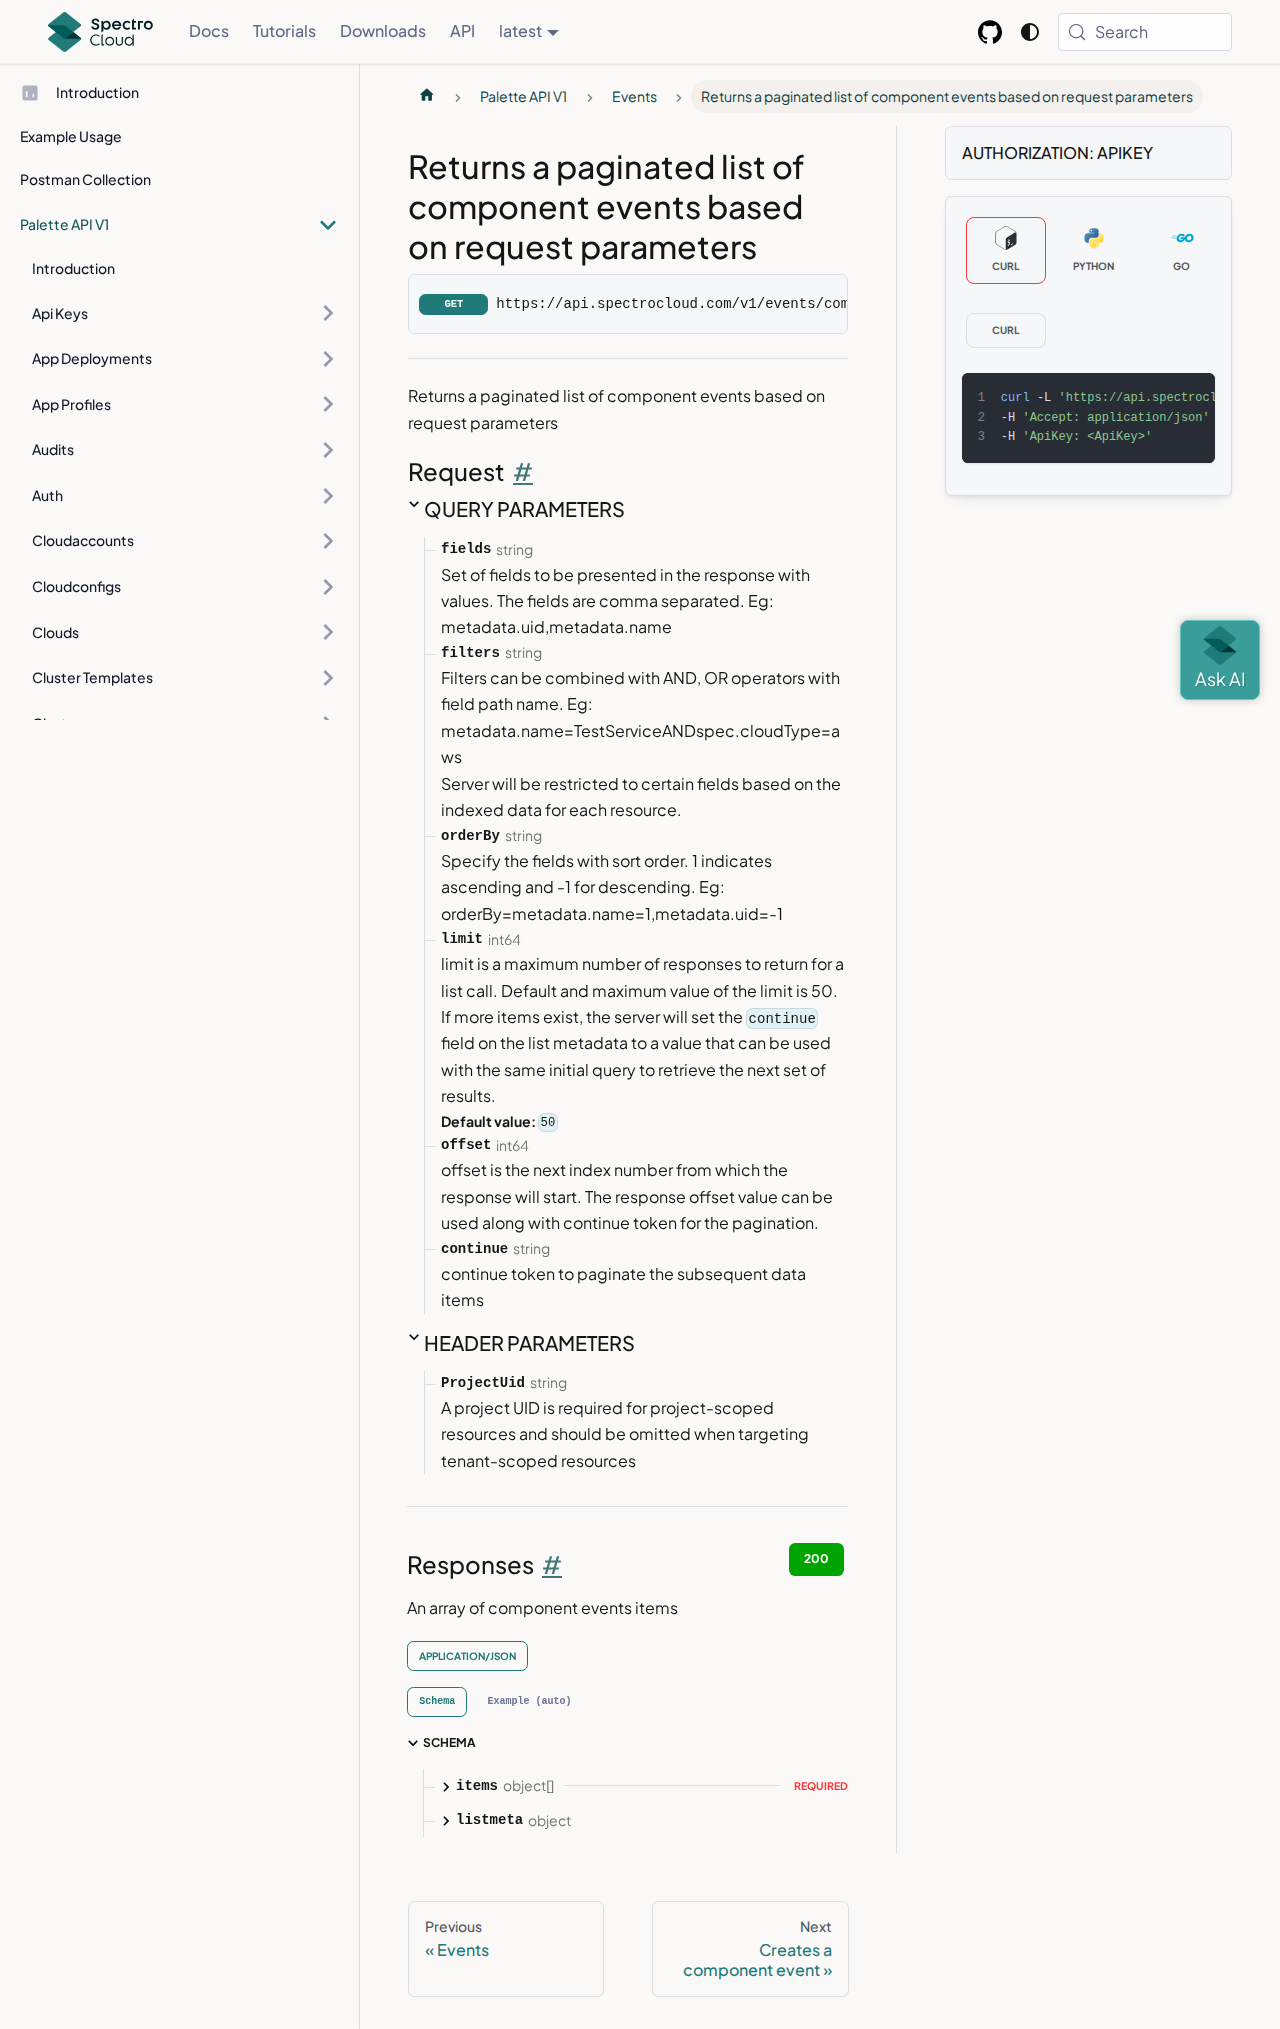 Spectro Cloud
Docs
Tutorials
Downloads
API
latest
Search
Introduction
Example Usage
Postman Collection
Palette API V1
Introduction
Api Keys
App Deployments
App Profiles
Audits
Auth
Cloudaccounts
Cloudconfigs
Clouds
Cluster Templates
Palette API V1
Events
Returns a paginated list of component events based on request parameters
Returns a paginated list of
component events based
on request parameters
GET https://api.spectrocloud.com/v1/events/com
Returns a paginated list of component events based on
request parameters
Request #
QUERY PARAMETERS
fields string
Set of fields to be presented in the response with
values. The fields are comma separated. Eg:
metadata.uid,metadata.name
filters string
Filters can be combined with AND, OR operators with
field path name. Eg:
metadata.name=TestServiceANDspec.cloudType=a
ws
Server will be restricted to certain fields based on the
indexed data for each resource.
orderBy string
Specify the fields with sort order. 1 indicates
ascending and -1 for descending. Eg:
orderBy=metadata.name=1,metadata.uid=-1
limit int64
limit is a maximum number of responses to return for a
list call. Default and maximum value of the limit is 50.
If more items exist, the server will set the continue
field on the list metadata to a value that can be used
with the same initial query to retrieve the next set of
results.
Default value: 50
offset int64
offset is the next index number from which the
response will start. The response offset value can be
used along with continue token for the pagination.
continue string
continue token to paginate the subsequent data
items
HEADER PARAMETERS
ProjectUid string
A project UID is required for project-scoped
resources and should be omitted when targeting
tenant-scoped resources
Responses #
200
An array of component events items
APPLICATION/JSON
Schema
Example (auto)
SCHEMA
items object[]
REQUIRED
listmeta object
Previous
« Events
Next
Creates a
component event »
AUTHORIZATION: APIKEY
CURL
PYTHON
GO
CURL
1 curl -L 'https://api.spectrocl
2 -H 'Accept: application/json'
3 -H 'ApiKey: <ApiKey>'
Ask AI